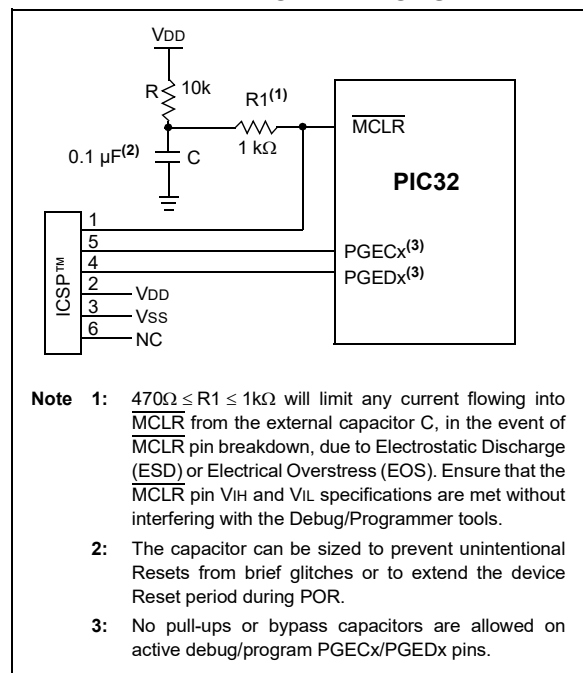 VDD
R 10k
R1(1)
1 kΩ
0.1 µF(2) C
MCLR
PIC32
PGECx(3)
PGEDx(3)
ICSP™
1
5
4
2 VDD
3 VSS
6 NC
Note 1: 470Ω ≤ R1 ≤ 1kΩ will limit any current flowing into
MCLR from the external capacitor C, in the event of
MCLR pin breakdown, due to Electrostatic Discharge
(ESD) or Electrical Overstress (EOS). Ensure that the
MCLR pin VIH and VIL specifications are met without
interfering with the Debug/Programmer tools.
2: The capacitor can be sized to prevent unintentional
Resets from brief glitches or to extend the device
Reset period during POR.
3: No pull-ups or bypass capacitors are allowed on
active debug/program PGECx/PGEDx pins.